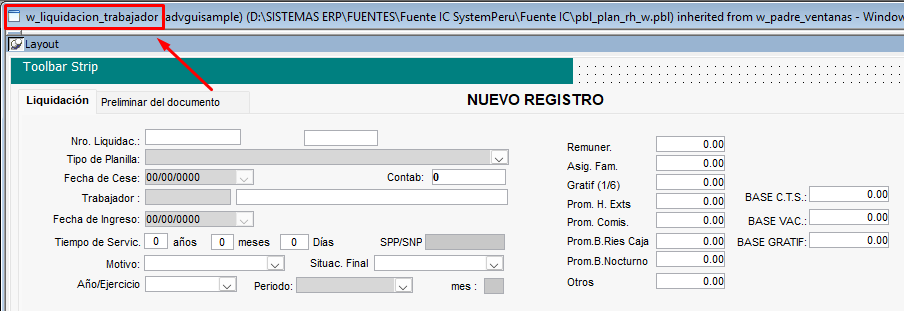 w_liquidacion_trabajador (advguisample) (D:\SISTEMAS ERP\FUENTES\Fuente IC SystemPeru\Fuente IC\pbl_plan_rh_w.pbl) inherited from w_padre_ventanas - Window
Layout
Toolbar Strip
Liquidación
Preliminar del documento
NUEVO REGISTRO
Nro. Liquidac.:
Tipo de Planilla:
Fecha de Cese: 00/00/0000 Contab: 0
Trabajador :
Fecha de Ingreso: 00/00/0000
Tiempo de Servic. 0 años 0 meses 0 Días SPP/SNP
Motivo: Situac. Final
Año/Ejercicio Periodo: mes :
Remuner. 0.00
Asig. Fam. 0.00
Gratif (1/6) 0.00
Prom. H. Exts 0.00
Prom. Comis. 0.00
Prom.B.Ries Caja 0.00
Prom.B.Nocturno 0.00
Otros 0.00
BASE C.T.S.: 0.00
BASE VAC.: 0.00
BASE GRATIF: 0.00